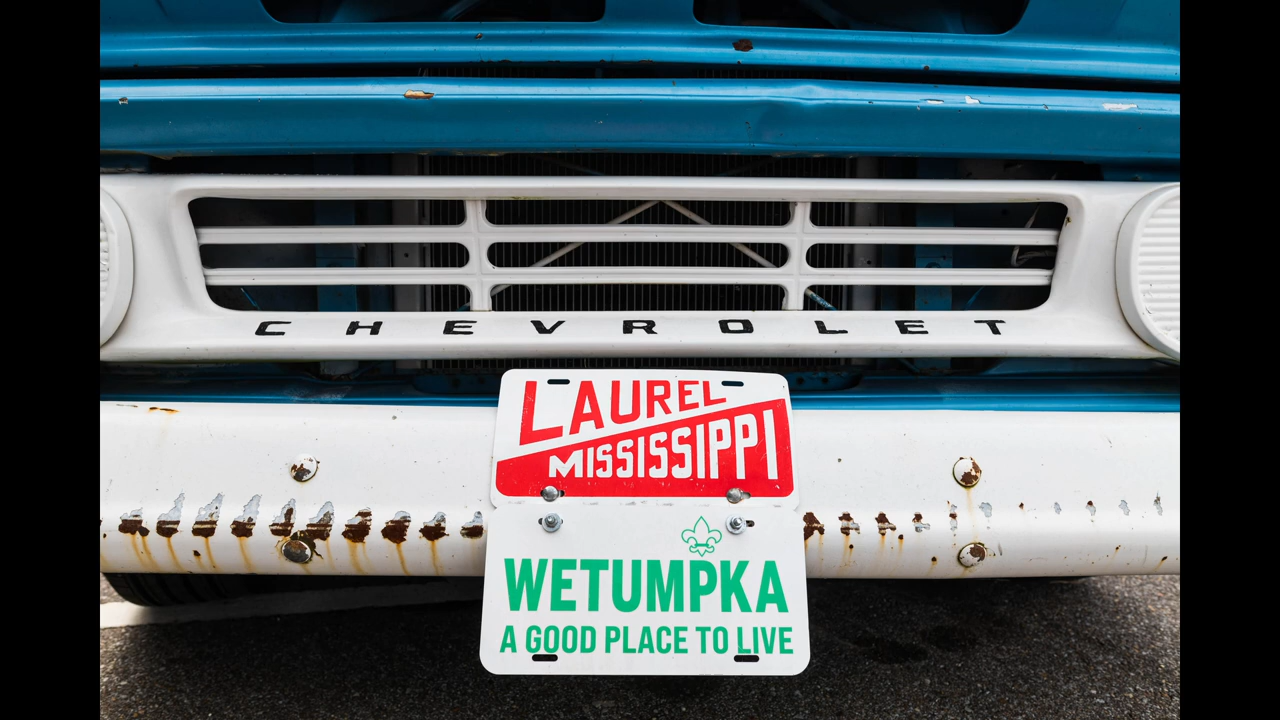 CHEVROLET
LAUREL
MISSISSIPPI
WETUMPKA
A GOOD PLACE TO LIVE